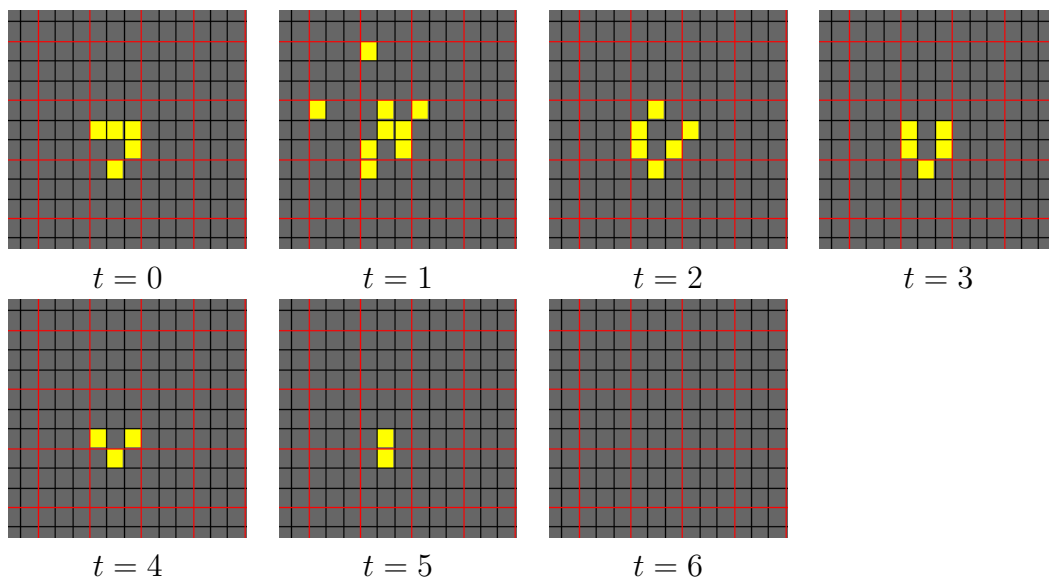 t = 0
t = 1
t = 2
t = 3
t = 4
t = 5
t = 6